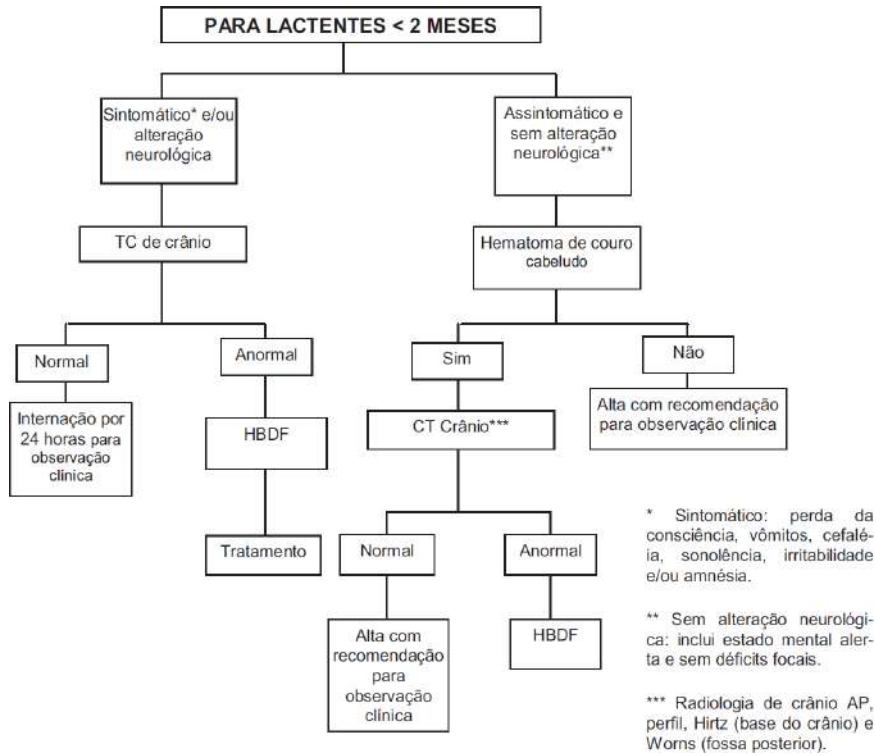 PARA LACTENTES < 2 MESES
Sintomático* e/ou
alteração
neurológica
Assintomático e
sem alteração
neurológica**
TC de crânio
Hematoma de couro
cabeludo
Normal
Anormal
Sim
Não
Internação por
24 horas para
observação
clínica
HBDF
CT Crânio***
Alta com recomendação
para observação clínica
Tratamento
Normal
Anormal
Alta com
recomendação
para
observação
clínica
HBDF
* Sintomático: perda da
consciência, vômitos, cefalé-
ia, sonolência, irritabilidade
e/ou amnésia.
** Sem alteração neurológi-
ca: inclui estado mental aler-
ta e sem déficits focais.
*** Radiologia de crânio AP,
perfil, Hirtz (base do crânio) e
Worns (fossa posterior).